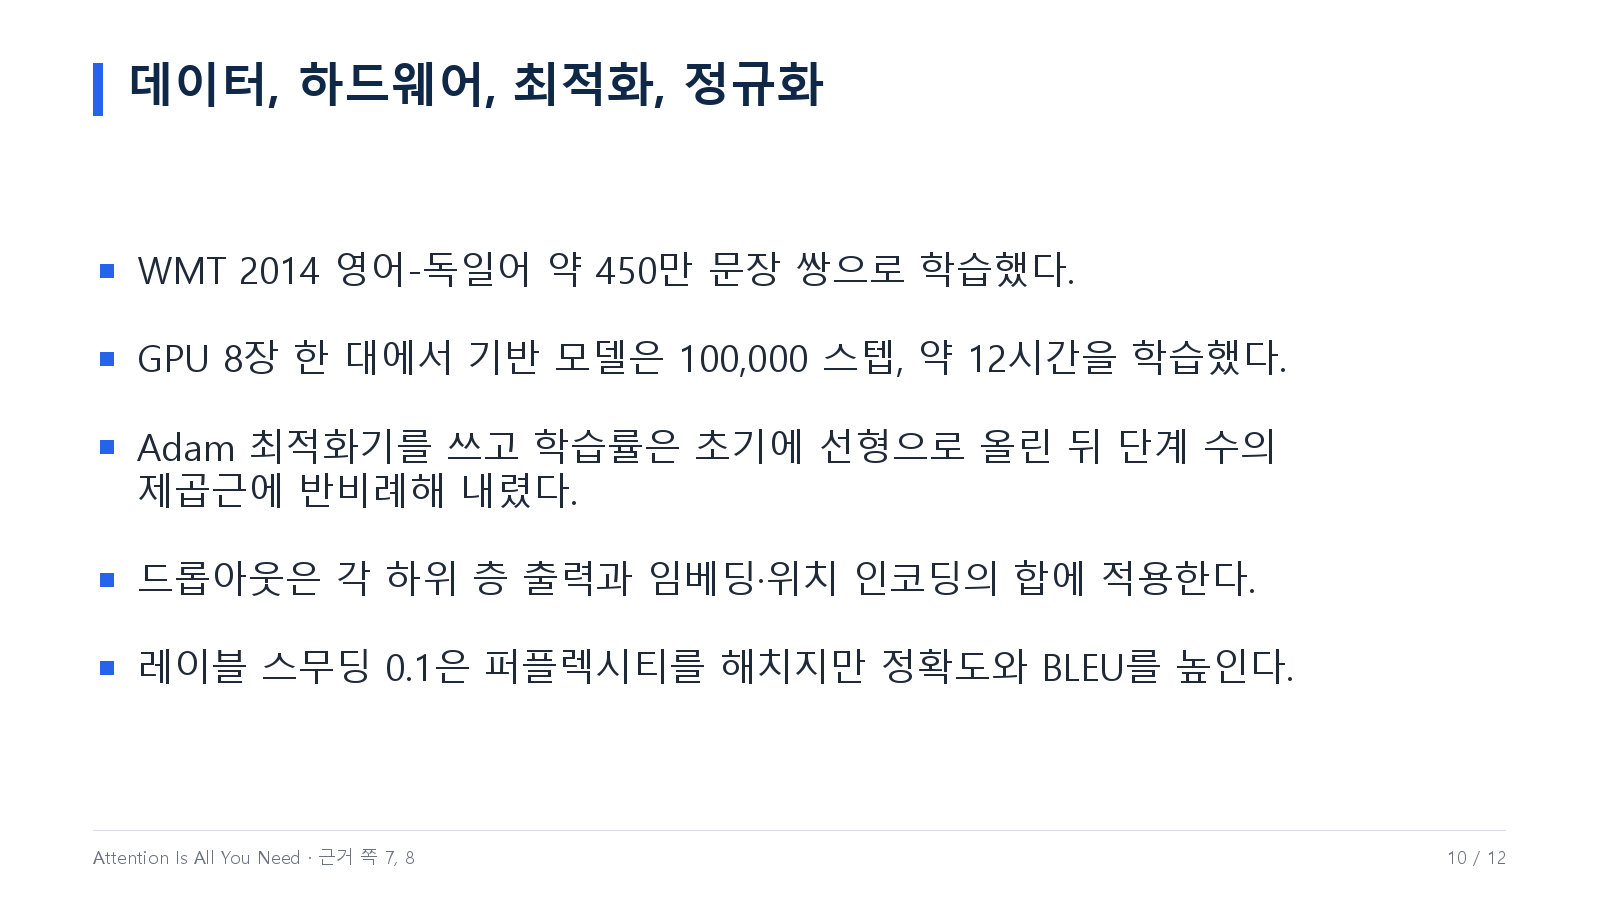 데이터, 하드웨어, 최적화, 정규화
WMT 2014 영어-독일어 약 450만 문장 쌍으로 학습했다.
GPU 8장 한 대에서 기반 모델은 100,000 스텝, 약 12시간을 학습했다.
Adam 최적화기를 쓰고 학습률은 초기에 선형으로 올린 뒤 단계 수의
제곱근에 반비례해 내렸다.
드롭아웃은 각 하위 층 출력과 임베딩·위치 인코딩의 합에 적용한다.
레이블 스무딩 0.1은 퍼플렉시티를 해치지만 정확도와 BLEU를 높인다.
Attention Is All You Need · 근거 쪽 7, 8
10 / 12